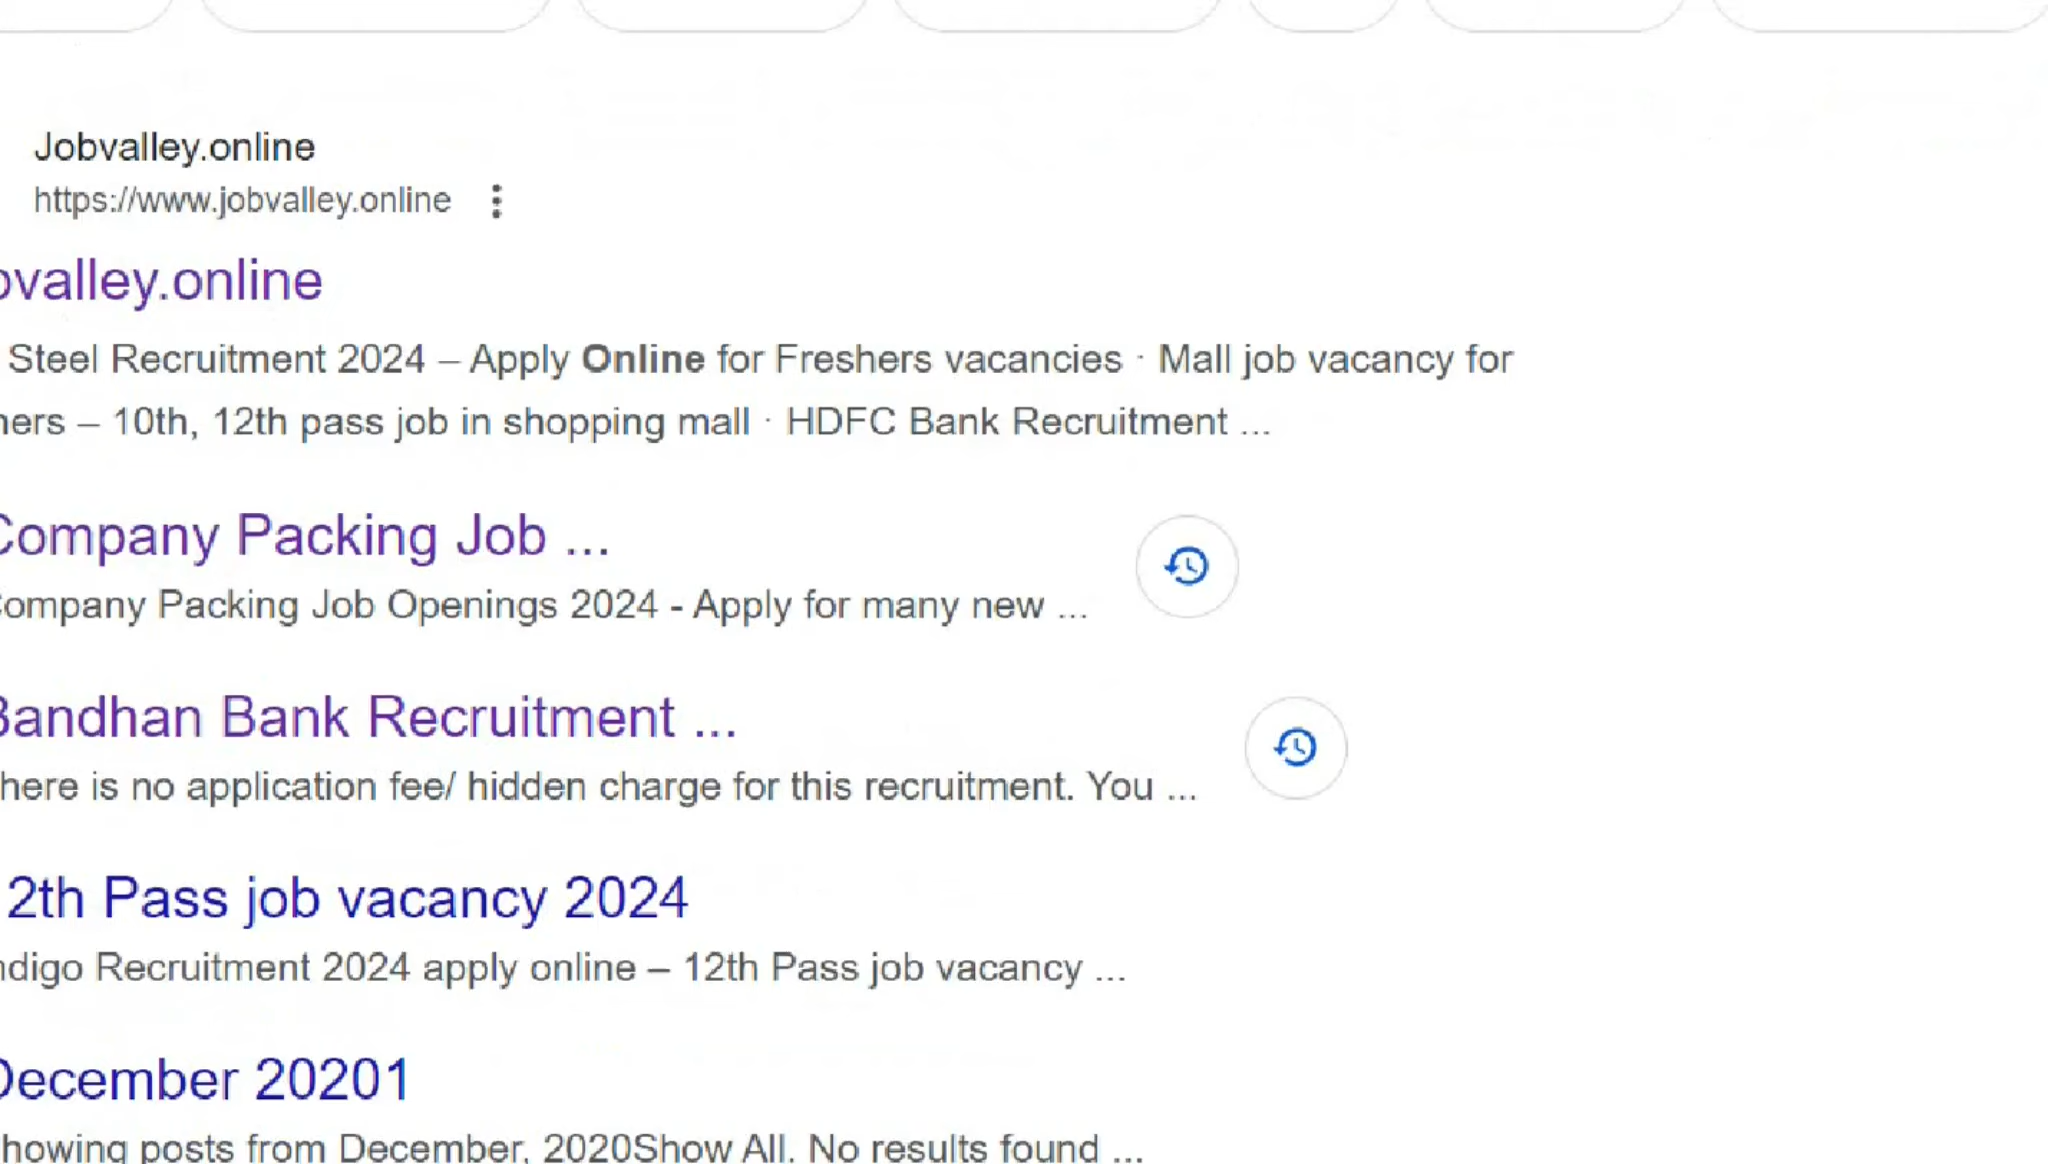 Jobvalley.online
https://www.jobvalley.online
ovalley.online
Steel Recruitment 2024 – Apply Online for Freshers vacancies · Mall job vacancy for
hers – 10th, 12th pass job in shopping mall · HDFC Bank Recruitment ...
Company Packing Job ...
Company Packing Job Openings 2024 - Apply for many new ...
Bandhan Bank Recruitment ...
here is no application fee/ hidden charge for this recruitment. You ...
2th Pass job vacancy 2024
ndigo Recruitment 2024 apply online – 12th Pass job vacancy ...
December 20201
howing posts from December, 2020Show All. No results found ...